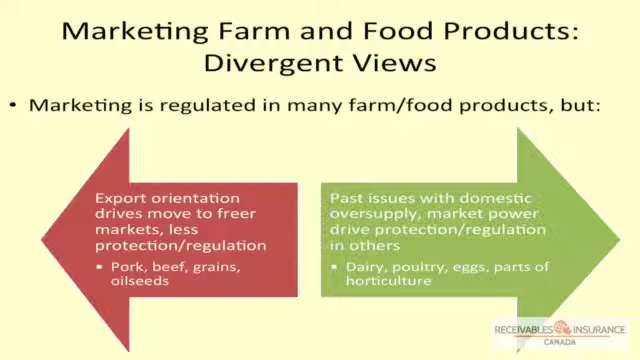 Marketing Farm and Food Products:
Divergent Views
• Marketing is regulated in many farm/food products, but:
Export orientation
drives move to freer
markets, less
protection/regulation
• Pork, beef, grains,
oilseeds
Past issues with domestic
oversupply, market power
drive protection/regulation
in others
• Dairy, poultry, eggs, parts of
horticulture
RECEIVABLES INSURANCE
CANADA